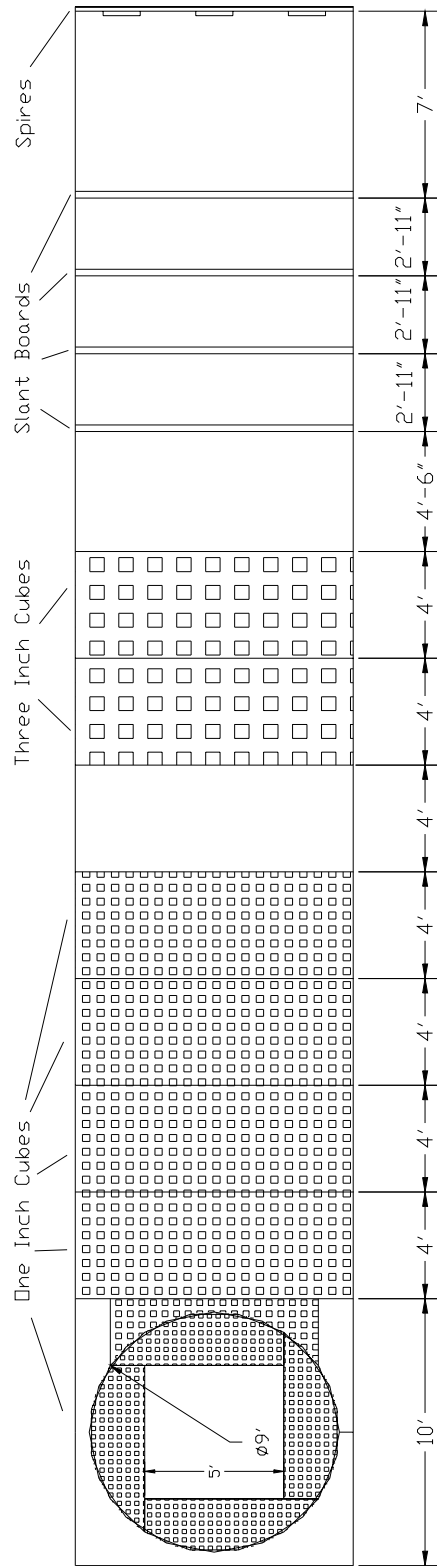 One Inch Cubes
Three Inch Cubes
Slant Boards
Spires
ø9'
5'
10'
4'
4'
4'
4'
4'
4'
4'
4'-6"
2'-11"
2'-11"
2'-11"
7'